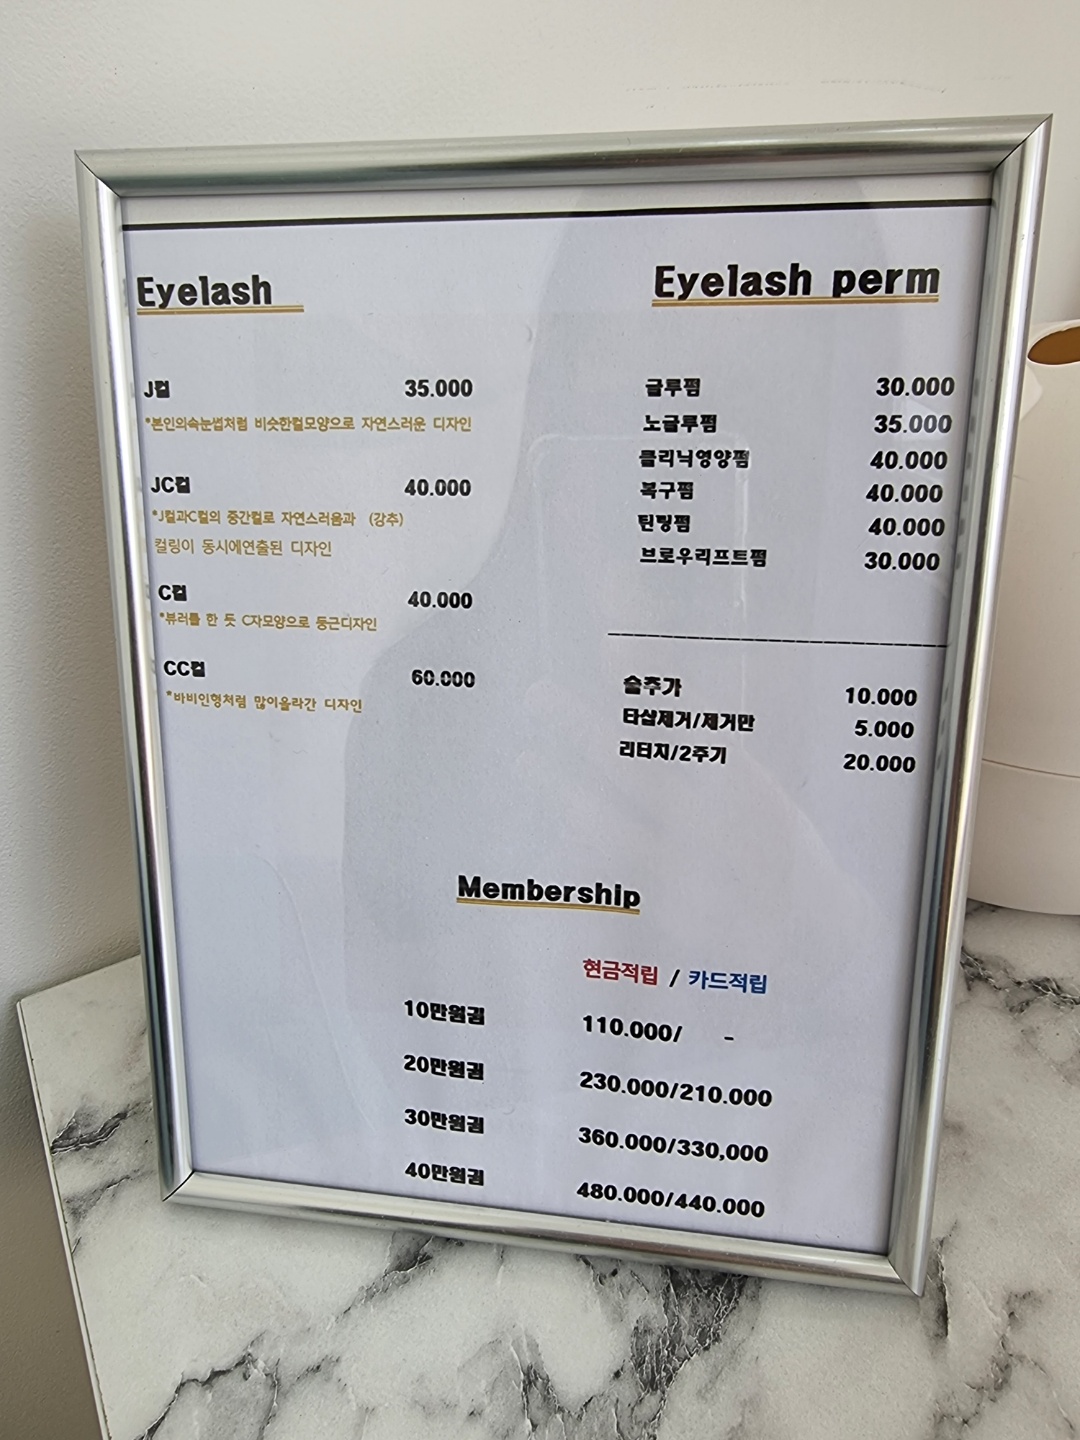 Eyelash
J컬 35.000
*본인의속눈썹처럼 비슷한컬모양으로 자연스러운 디자인
JC컬 40.000
*J컬과C컬의 중간컬로 자연스러움과 (강추)
컬링이 동시에연출된 디자인
C컬 40.000
*뷰러를 한 듯 C자모양으로 둥근디자인
CC컬 60.000
*바비인형처럼 많이올라간 디자인
Eyelash perm
글루펌 30.000
노글루펌 35.000
클리닉영양펌 40.000
복구펌 40.000
틴팅펌 40.000
브로우리프트펌 30.000
숱추가 10.000
타샵제거/제거만 5.000
리터치/2주기 20.000
Membership
현금적립 / 카드적립
10만원권 110.000/ -
20만원권 230.000/210.000
30만원권 360.000/330,000
40만원권 480.000/440.000